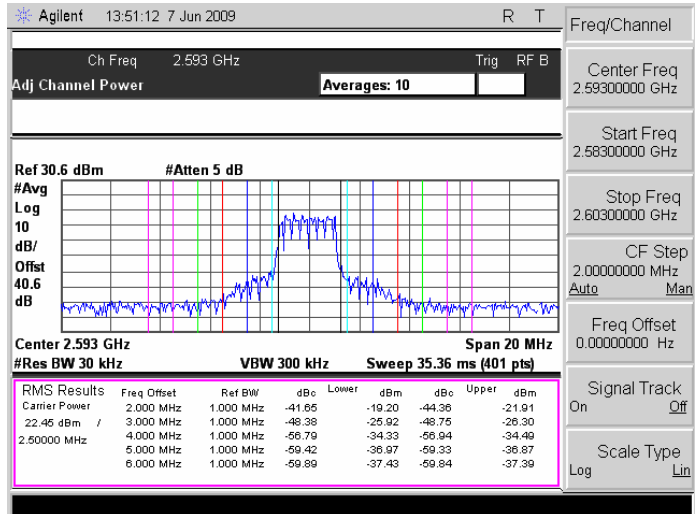 Agilent 13:51:12 7 Jun 2009 R T
Ch Freq 2.593 GHz Trig RF B
Adj Channel Power Averages: 10
Ref 30.6 dBm #Atten 5 dB
#Avg
Log
10
dB/
Offst
40.6
dB
Center 2.593 GHz Span 20 MHz
#Res BW 30 kHz VBW 300 kHz Sweep 35.36 ms (401 pts)
RMS Results Freq Offset Ref BW dBc Lower dBm dBc Upper dBm
Carrier Power 2.000 MHz 1.000 MHz -41.65 -19.20 -44.36 -21.91
22.45 dBm / 3.000 MHz 1.000 MHz -48.38 -25.92 -48.75 -26.30
2.50000 MHz 4.000 MHz 1.000 MHz -56.79 -34.33 -56.94 -34.49
5.000 MHz 1.000 MHz -59.42 -36.97 -59.33 -36.87
6.000 MHz 1.000 MHz -59.89 -37.43 -59.84 -37.39
Freq/Channel
Center Freq
2.59300000 GHz
Start Freq
2.58300000 GHz
Stop Freq
2.60300000 GHz
CF Step
2.00000000 MHz
Auto Man
Freq Offset
0.00000000 Hz
Signal Track
On Off
Scale Type
Log Lin